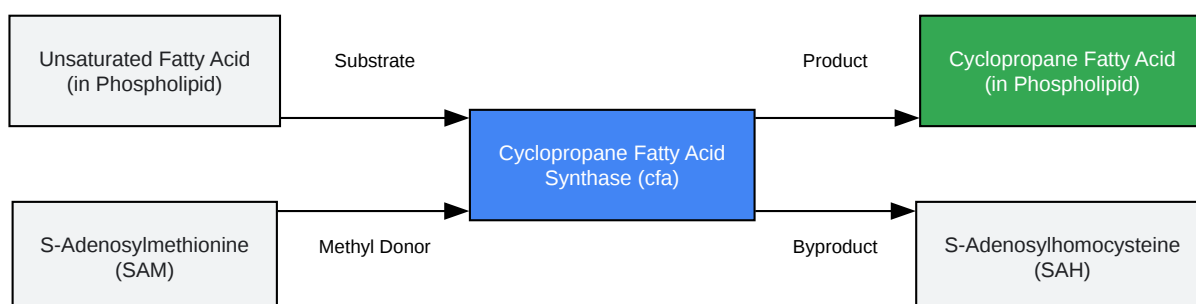 Unsaturated Fatty Acid
(in Phospholipid)
Substrate
Product
Cyclopropane Fatty Acid
(in Phospholipid)
Cyclopropane Fatty Acid
Synthase (cfa)
S-Adenosylmethionine
(SAM)
Methyl Donor
Byproduct
S-Adenosylhomocysteine
(SAH)